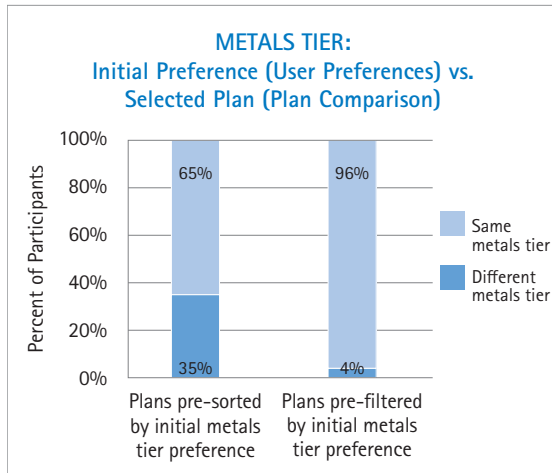 METALS TIER:
Initial Preference (User Preferences) vs.
Selected Plan (Plan Comparison)
Percent of Participants
100%
80%
60%
40%
20%
0%
65%
96%
35%
4%
Same
metals tier
Different
metals tier
Plans pre-sorted
by initial metals
tier preference
Plans pre-filtered
by initial metals
tier preference